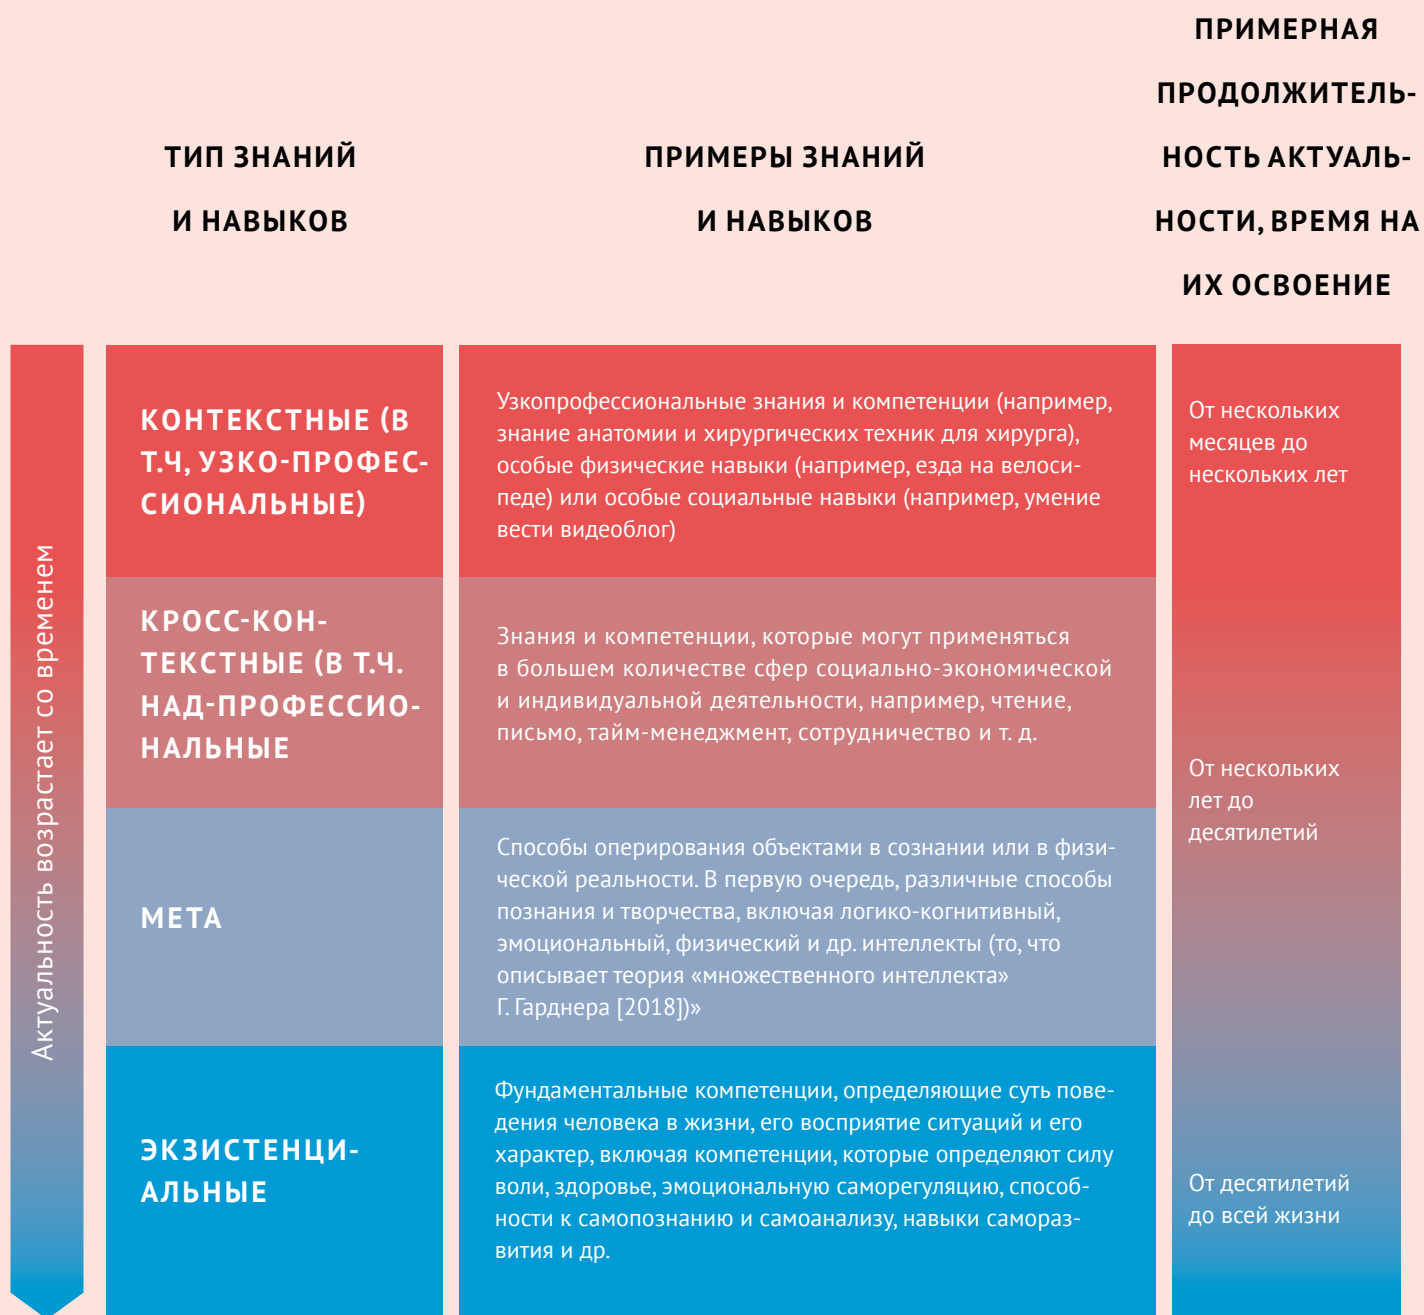 ТИП ЗНАНИЙ
И НАВЫКОВ
ПРИМЕРЫ ЗНАНИЙ
И НАВЫКОВ
ПРИМЕРНАЯ
ПРОДОЛЖИТЕЛЬ-
НОСТЬ АКТУАЛЬ-
НОСТИ, ВРЕМЯ НА
ИХ ОСВОЕНИЕ
Актуальность возрастает со временем
КОНТЕКСТНЫЕ (В
Т.Ч, УЗКО-ПРОФЕС-
СИОНАЛЬНЫЕ)
Узкопрофессиональные знания и компетенции (например,
знание анатомии и хирургических техник для хирурга),
особые физические навыки (например, езда на велоси-
педе) или особые социальные навыки (например, умение
вести видеоблог)
От нескольких
месяцев до
нескольких лет
КРОСС-КОН-
ТЕКСТНЫЕ (В Т.Ч.
НАД-ПРОФЕССИО-
НАЛЬНЫЕ
Знания и компетенции, которые могут применяться
в большем количестве сфер социально-экономической
и индивидуальной деятельности, например, чтение,
письмо, тайм-менеджмент, сотрудничество и т. д.
От нескольких
лет до
десятилетий
МЕТА
Способы оперирования объектами в сознании или в физи-
ческой реальности. В первую очередь, различные способы
познания и творчества, включая логико-когнитивный,
эмоциональный, физический и др. интеллекты (то, что
описывает теория «множественного интеллекта»
Г. Гарднера [2018])»
ЭКЗИСТЕНЦИ-
АЛЬНЫЕ
Фундаментальные компетенции, определяющие суть пове-
дения человека в жизни, его восприятие ситуаций и его
характер, включая компетенции, которые определяют силу
воли, здоровье, эмоциональную саморегуляцию, способ-
ности к самопознанию и самоанализу, навыки самораз-
вития и др.
От десятилетий
до всей жизни